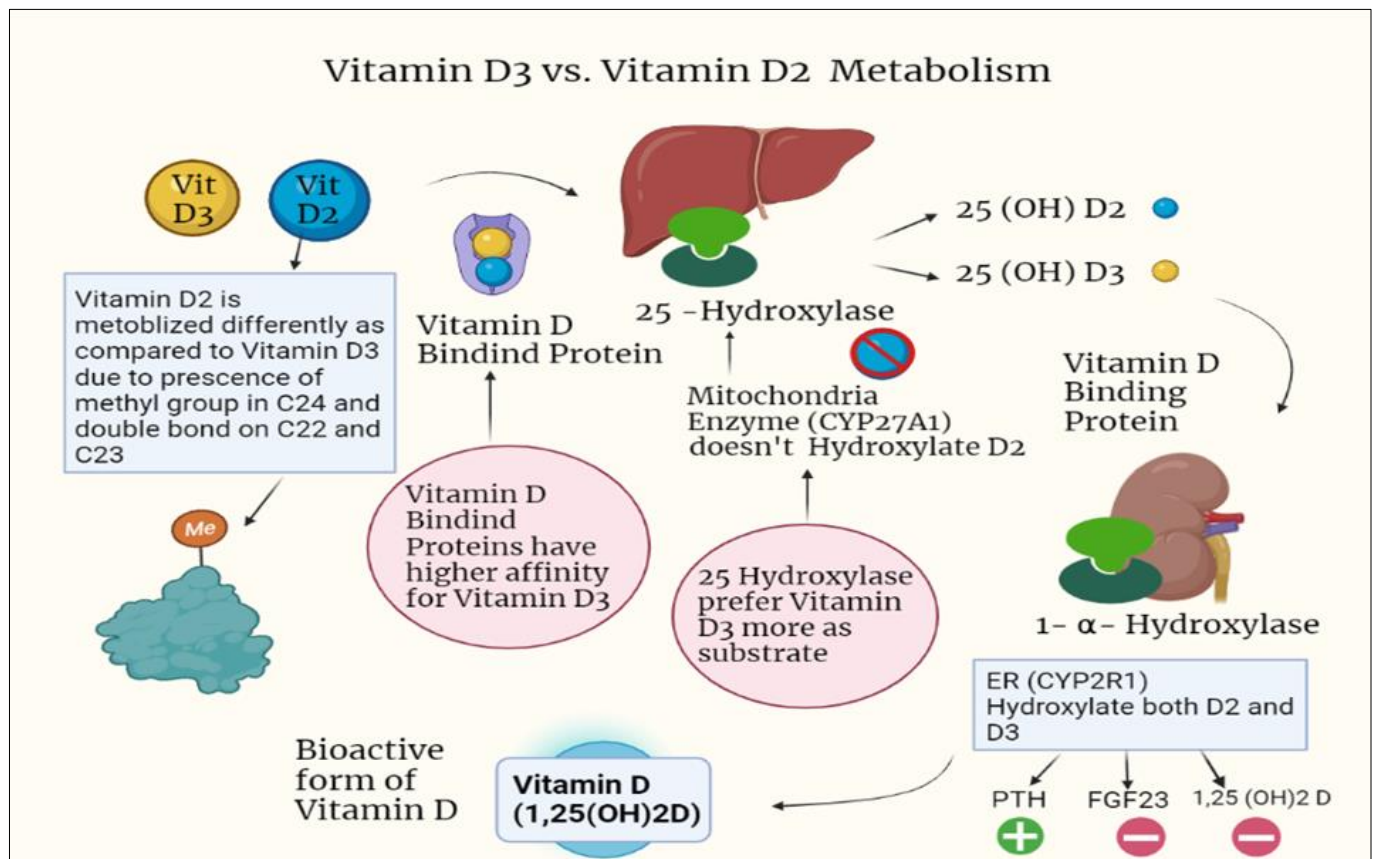 Vitamin D3 vs. Vitamin D2 Metabolism
Vit
D3
Vit
D2
Vitamin D2 is
metoblized differently as
compared to Vitamin D3
due to prescence of
methyl group in C24 and
double bond on C22 and
C23
Me
Vitamin D
Bindind Protein
Vitamin D
Bindind
Proteins have
higher affinity
for Vitamin D3
25 -Hydroxylase
Mitochondria
Enzyme (CYP27A1)
doesn't Hydroxylate D2
25 Hydroxylase
prefer Vitamin
D3 more as
substrate
25 (OH) D2
25 (OH) D3
Vitamin D
Binding
Protein
1- α- Hydroxylase
ER (CYP2R1)
Hydroxylate both D2 and
D3
PTH
FGF23
1,25 (OH)2 D
Bioactive
form of
Vitamin D
Vitamin D
(1,25(OH)2D)